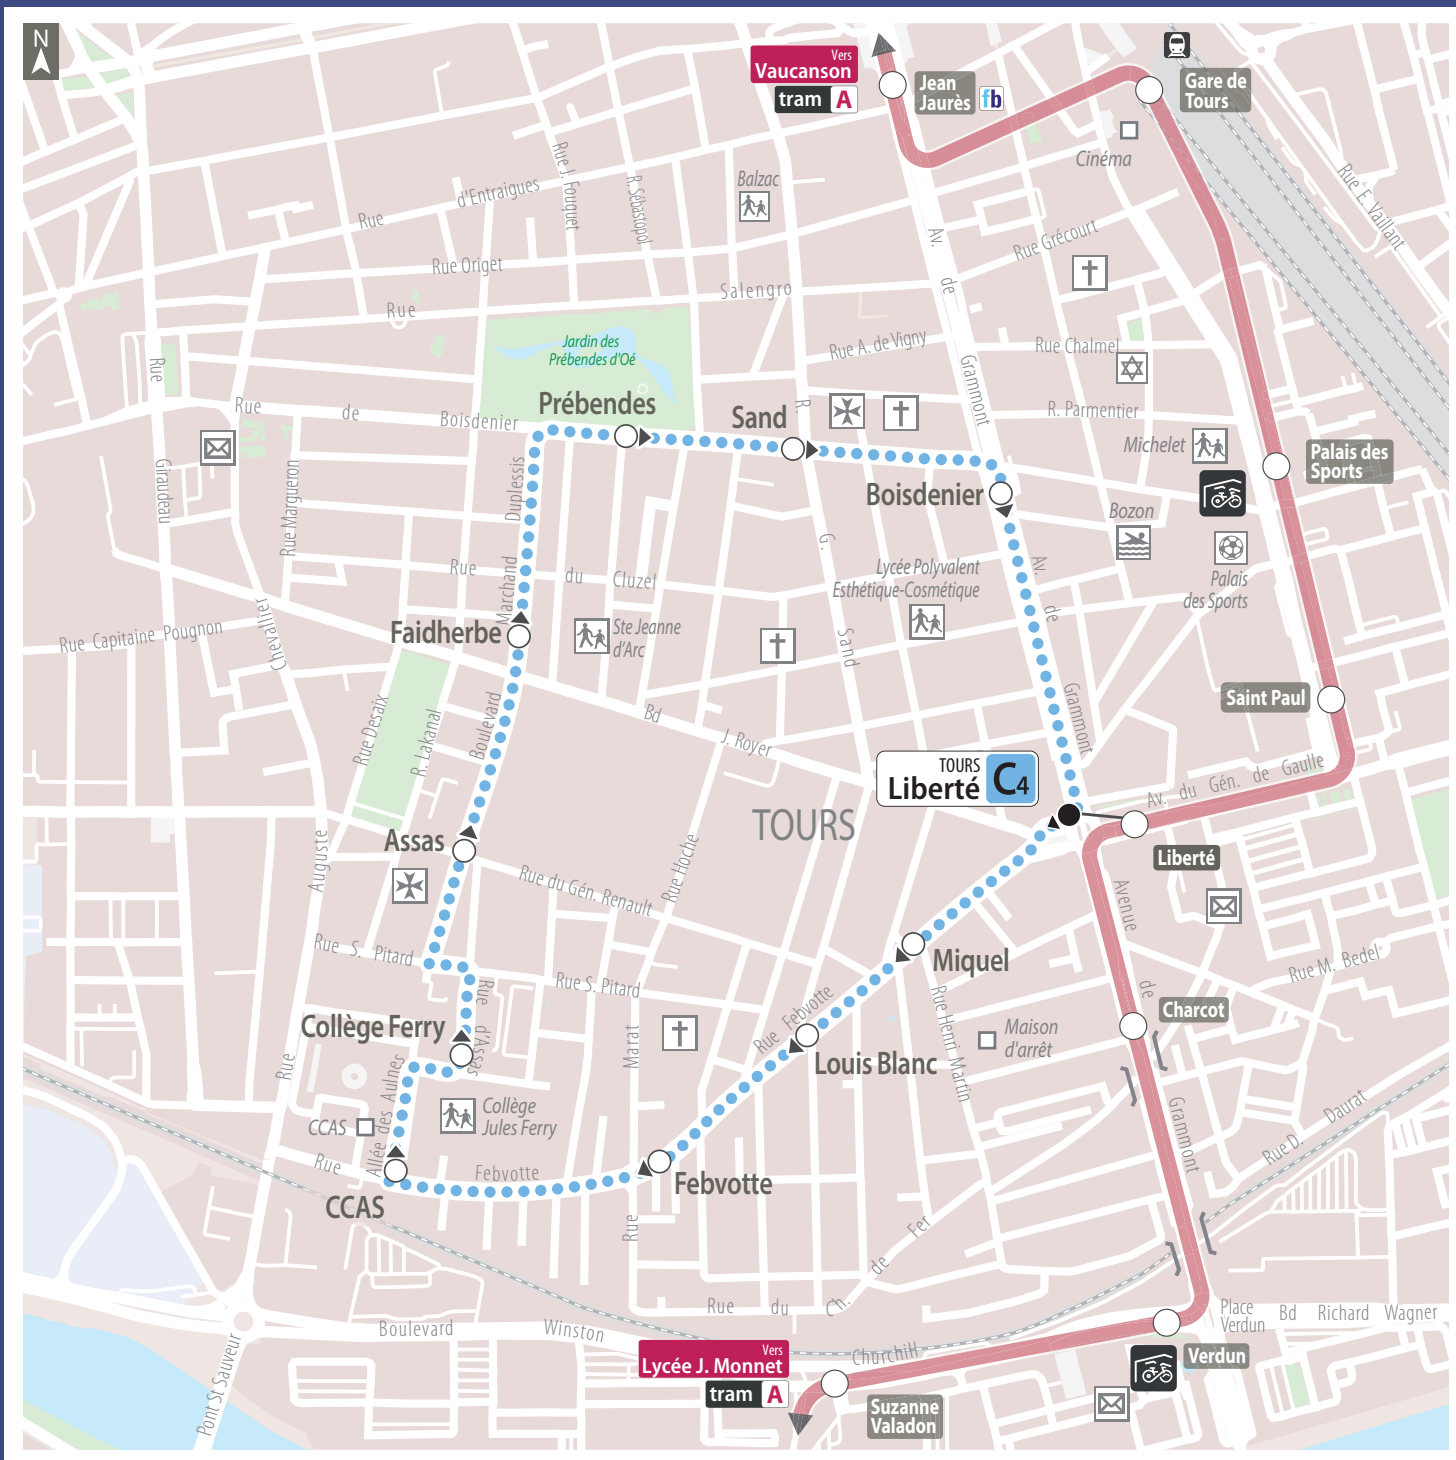 N
Vers
Vaucanson
tram A
Jean
Jaurès
fb
Gare de
Tours
Cinéma
Rue E. Vaillant
Rue J. Fouquet
R. Sébastopol
Balzac
Rue
d'Entraigues
Rue Origet
Rue
Salengro
Av.
de
Grammont
Rue Grécourt
Jardin des
Prébendes d'Oé
Rue A. de Vigny
Rue Chalmel
R. Parmentier
Michelet
Palais des
Sports
Rue
Giraudeau
Rue
de
Boisdenier
Prébendes
Sand
R.
G.
Sand
Boisdenier
Bozon
Palais
des Sports
Rue Margueron
Duplessis
Marchand
Boulevard
Rue
du
Cluzel
Lycée Polyvalent
Esthétique-Cosmétique
Av.
de
Grammont
Rue Capitaine Pougnon
Chevallier
Faidherbe
Ste Jeanne
d'Arc
Saint Paul
Rue Desaix
R. Lakanal
Bd
J. Royer
TOURS
Liberté
C4
Av. du Gén. de Gaulle
TOURS
Liberté
Auguste
Assas
Rue du Gén. Renault
Rue Hoche
Avenue
de
Grammont
Rue S. Pitard
Rue S. Pitard
Miquel
Rue M. Bedel
Rue
d'Assas
Collège Ferry
Rue Febvotte
Louis Blanc
Rue Henri Martin
Maison
d'arrêt
Charcot
Marat
Rue
Rue
Allée des Aulnes
CCAS
Collège
Jules Ferry
Rue D. Daurat
Rue
Febvotte
CCAS
Febvotte
Rue
du
Ch.
de
Fer
Boulevard
Winston
Churchill
Place
Verdun
Bd Richard Wagner
Pont St Sauveur
Vers
Lycée J. Monnet
tram A
Verdun
Suzanne
Valadon